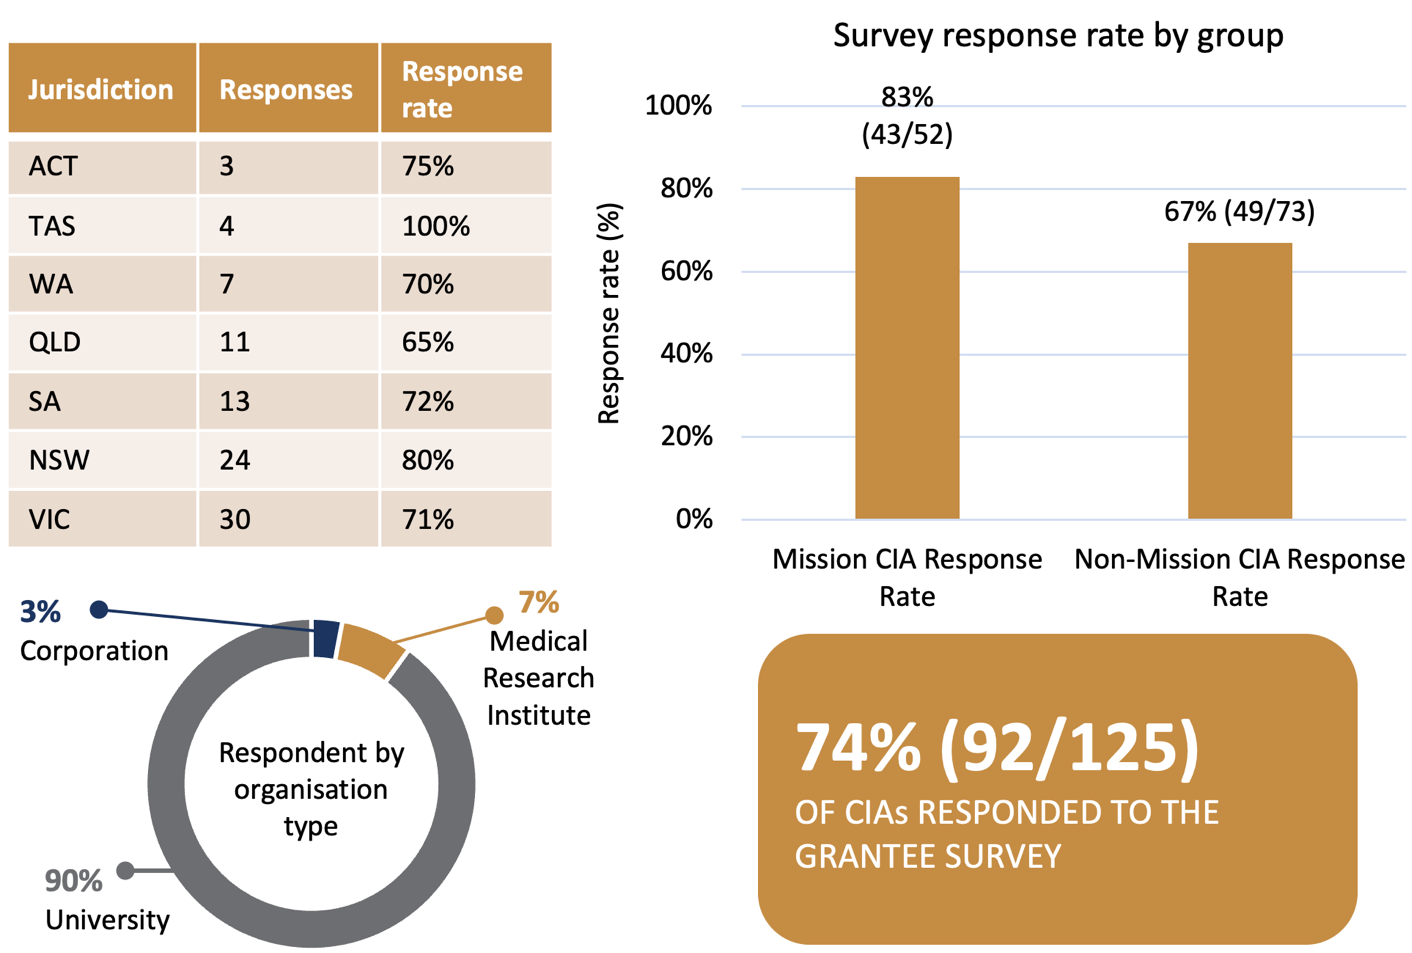 Jurisdiction Responses Response rate
ACT 3 75%
TAS 4 100%
WA 7 70%
QLD 11 65%
SA 13 72%
NSW 24 80%
VIC 30 71%
Survey response rate by group
Response rate (%)
100%
80%
60%
40%
20%
0%
83%
(43/52)
67% (49/73)
Mission CIA Response
Rate
Non-Mission CIA Response
Rate
3%
Corporation
7%
Medical
Research
Institute
Respondent by
organisation
type
90%
University
74% (92/125)
OF CIAs RESPONDED TO THE
GRANTEE SURVEY